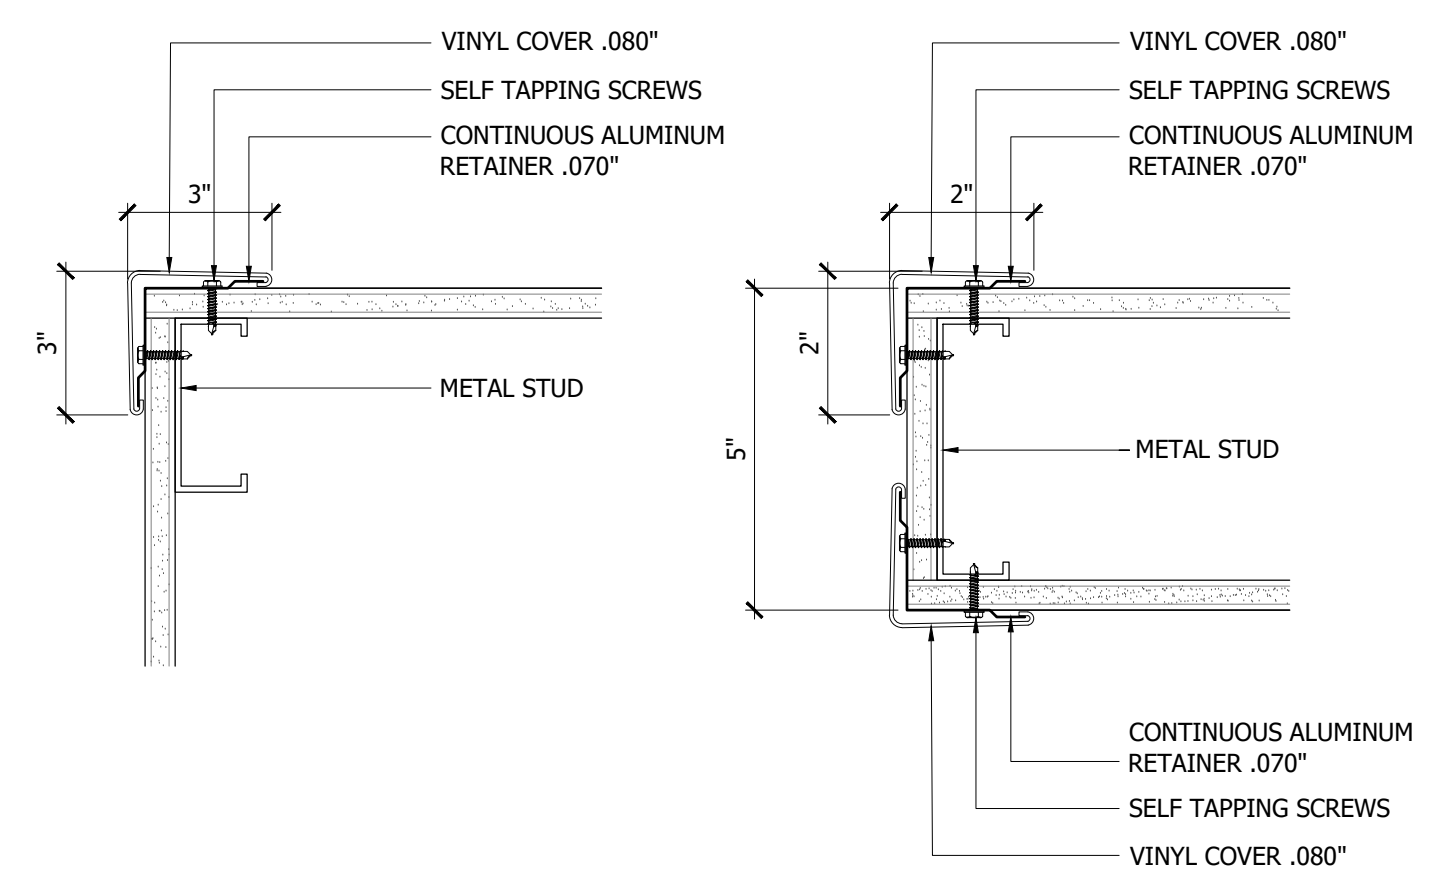 VINYL COVER .080"
SELF TAPPING SCREWS
CONTINUOUS ALUMINUM
RETAINER .070"
3"
3"
METAL STUD
VINYL COVER .080"
SELF TAPPING SCREWS
CONTINUOUS ALUMINUM
RETAINER .070"
2"
2"
5"
METAL STUD
CONTINUOUS ALUMINUM
RETAINER .070"
SELF TAPPING SCREWS
VINYL COVER .080"